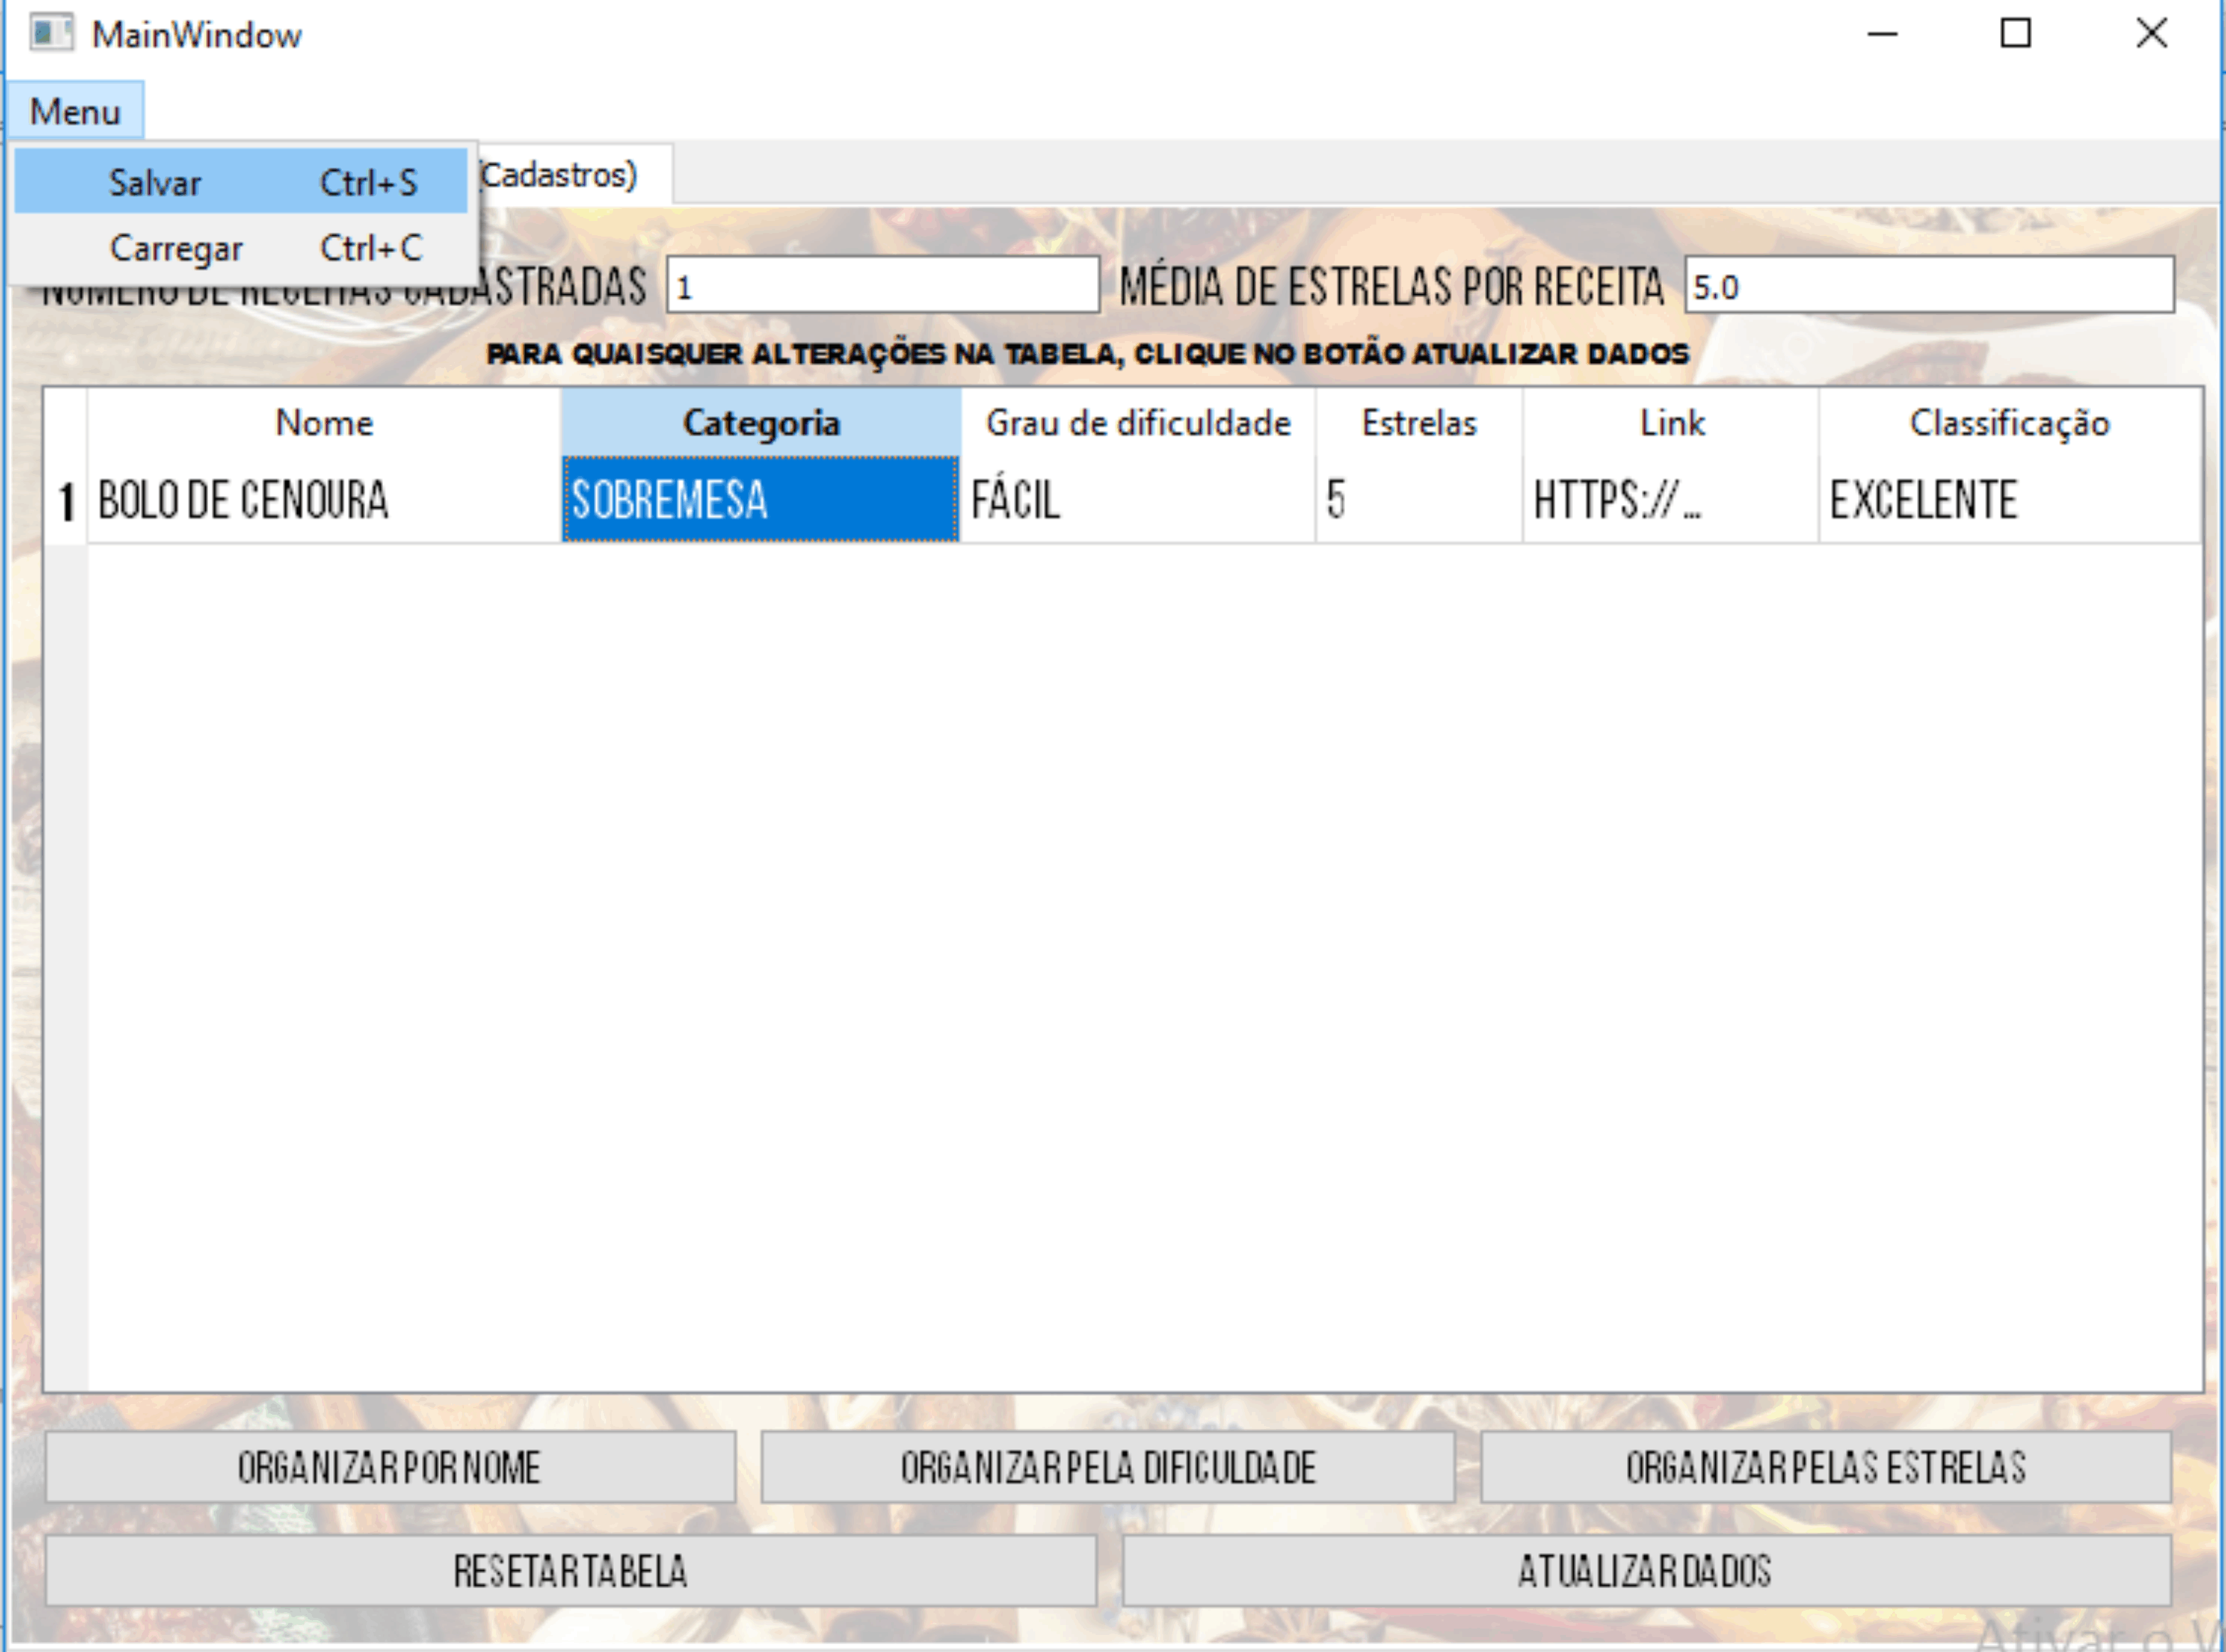 MainWindow
Menu
Salvar Ctrl+S
Carregar Ctrl+C
(Cadastros)
NÚMERO DE RECEITAS CADASTRADAS 1 MÉDIA DE ESTRELAS POR RECEITA 5.0
PARA QUAISQUER ALTERAÇÕES NA TABELA, CLIQUE NO BOTÃO ATUALIZAR DADOS
Nome Categoria Grau de dificuldade Estrelas Link Classificação
1 BOLO DE CENOURA SOBREMESA FÁCIL 5 HTTPS://... EXCELENTE
ORGANIZAR POR NOME ORGANIZAR PELA DIFICULDADE ORGANIZAR PELAS ESTRELAS
RESETAR TABELA ATUALIZAR DADOS
Ativar o W